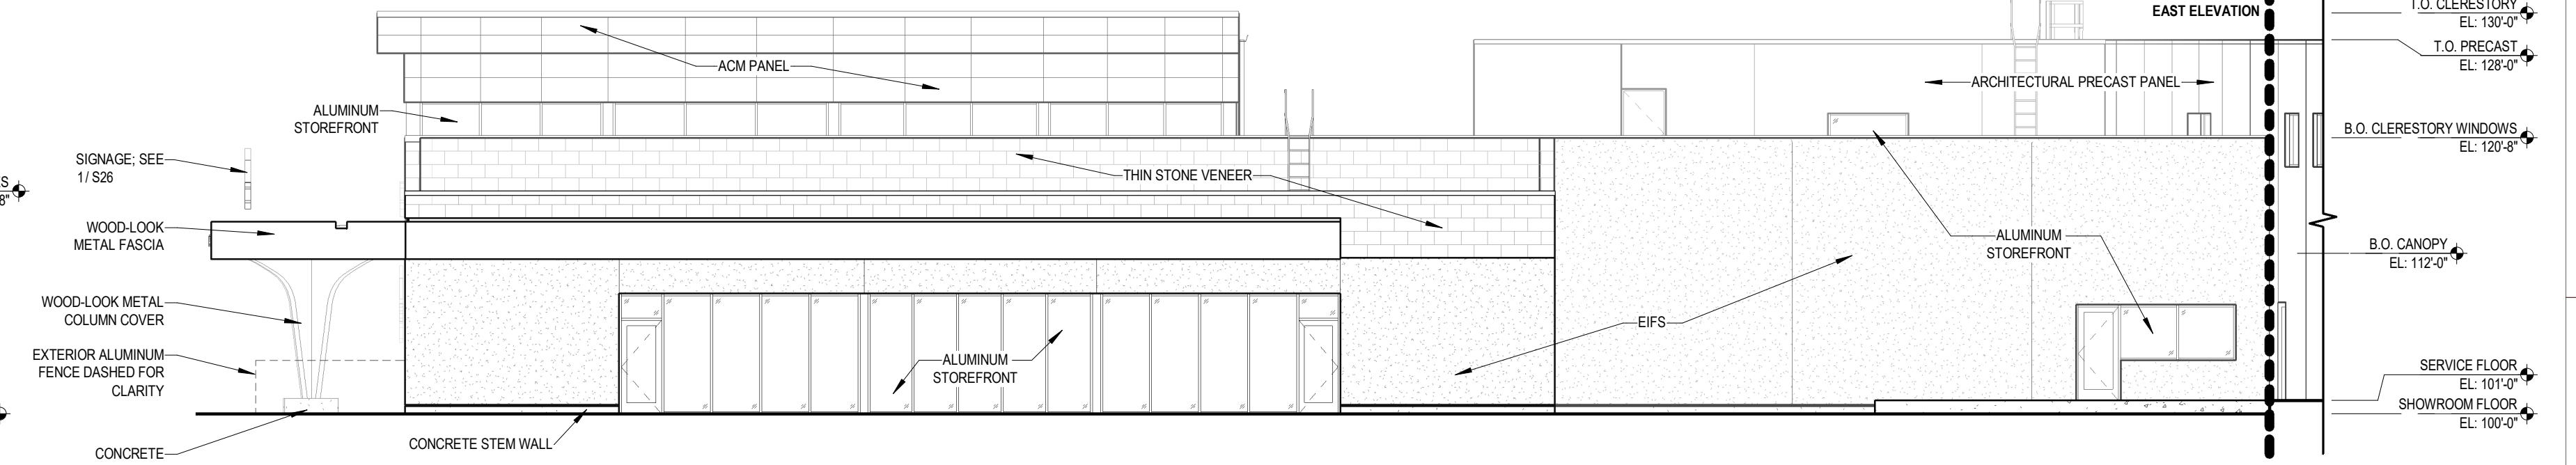 EAST ELEVATION
T.O. CLERESTORY
EL: 130'-0"
T.O. PRECAST
EL: 128'-0"
ACM PANEL
ARCHITECTURAL PRECAST PANEL
ALUMINUM
STOREFRONT
B.O. CLERESTORY WINDOWS
EL: 120'-8"
SIGNAGE; SEE
1/ S26
THIN STONE VENEER
S
8"
WOOD-LOOK
METAL FASCIA
ALUMINUM
STOREFRONT
B.O. CANOPY
EL: 112'-0"
WOOD-LOOK METAL
COLUMN COVER
EIFS
EXTERIOR ALUMINUM
FENCE DASHED FOR
CLARITY
ALUMINUM
STOREFRONT
SERVICE FLOOR
EL: 101'-0"
SHOWROOM FLOOR
EL: 100'-0"
CONCRETE STEM WALL
CONCRETE